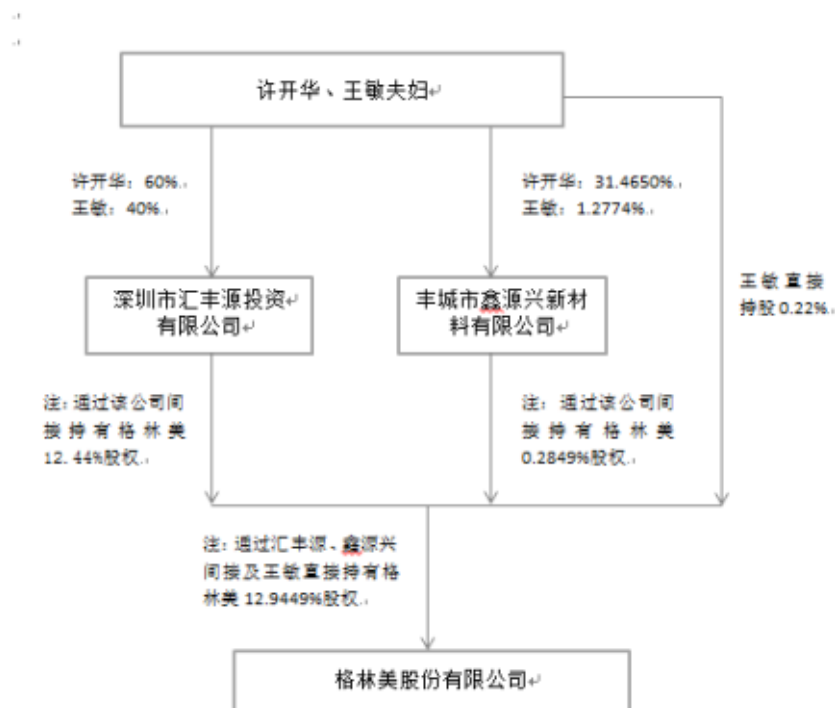 许开华、王敏夫妇
许开华：60%.
王敏：40%.
许开华：31.4650%.
王敏：1.2774%.
王敏直接
持股0.22%.
深圳市汇丰源投资
有限公司
丰城市鑫源兴新材
料有限公司
注：通过该公司间
接持有格林美
12.44%股权.
注：通过该公司间
接持有格林美
0.2849%股权.
注：通过汇丰源、鑫源兴
间接及王敏直接持有格
林美12.9449%股权.
格林美股份有限公司